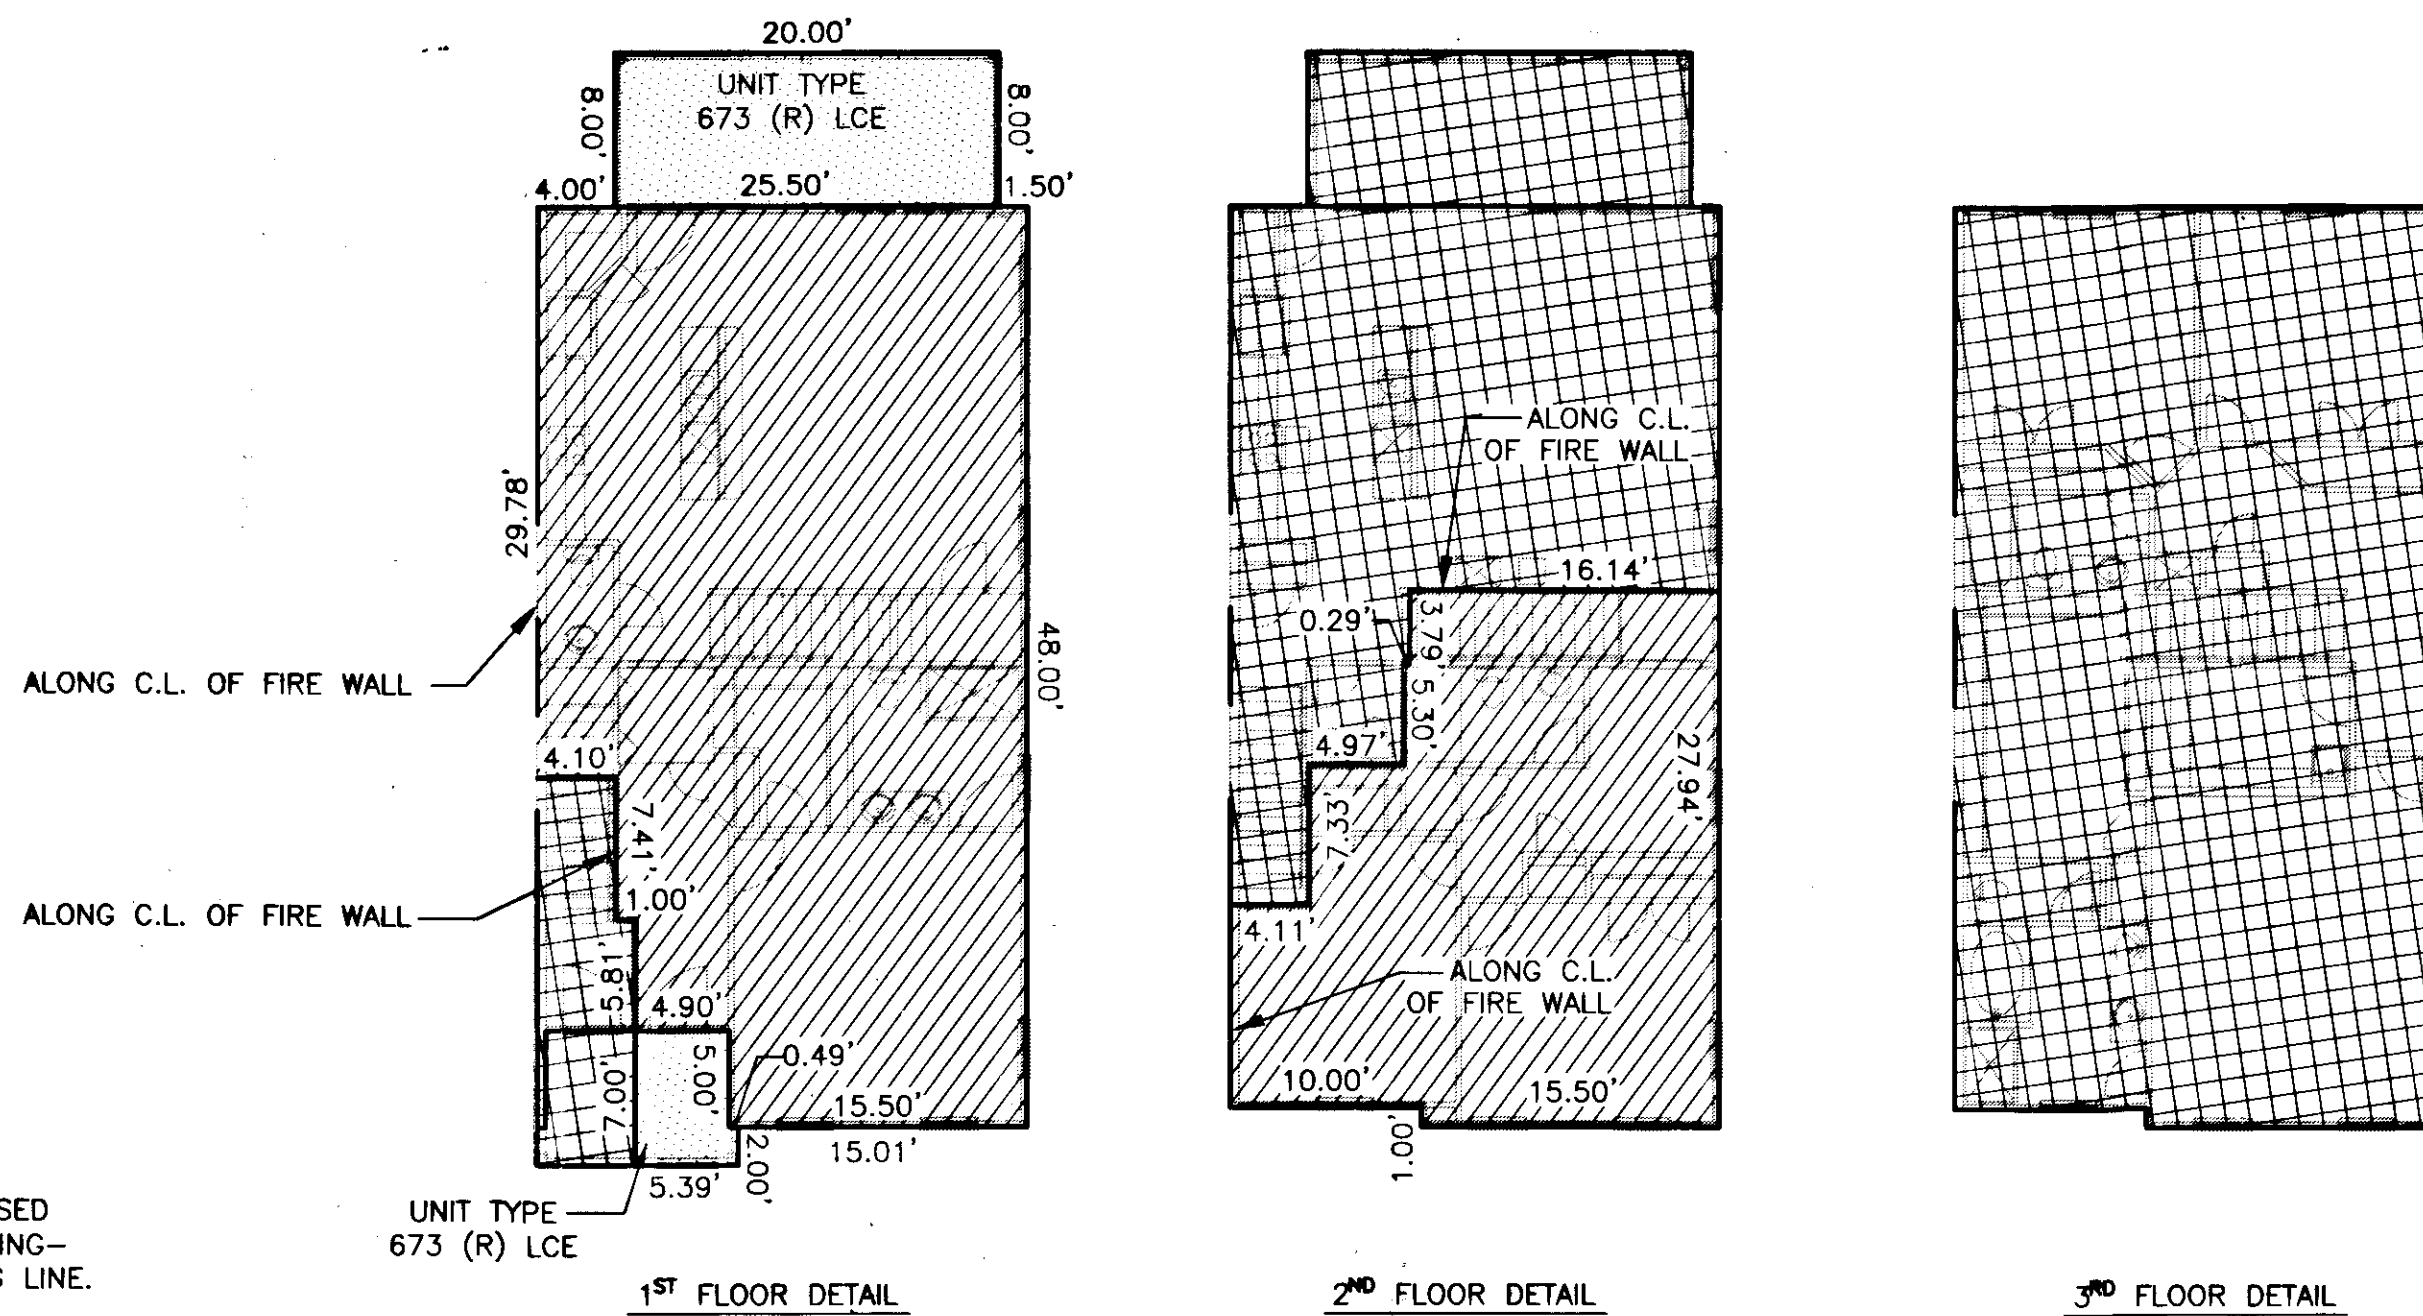 20.00'
UNIT TYPE
673 (R) LCE
8.00'
8.00'
4.00'
25.50'
1.50'
29.78'
48.00'
ALONG C.L. OF FIRE WALL
4.10'
7.41'
1.00'
ALONG C.L. OF FIRE WALL
5.81'
4.90'
5.00'
0.49'
7.00'
15.50'
15.01'
2.00'
5.39'
UNIT TYPE
673 (R) LCE
SED
ING-
S LINE.
1ST FLOOR DETAIL
ALONG C.L.
OF FIRE WALL
16.14'
0.29'
3.79'
5.30'
4.97'
27.94'
7.33'
4.11'
ALONG C.L.
OF FIRE WALL
10.00'
15.50'
1.00'
2ND FLOOR DETAIL
3RD FLOOR DETAIL